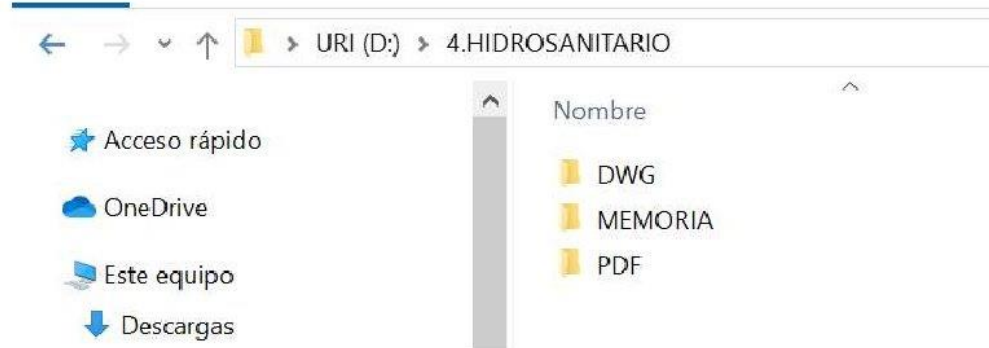 URI (D:) 4.HIDROSANITARIO
Acceso rápido
OneDrive
Este equipo
Descargas
Nombre
DWG
MEMORIA
PDF